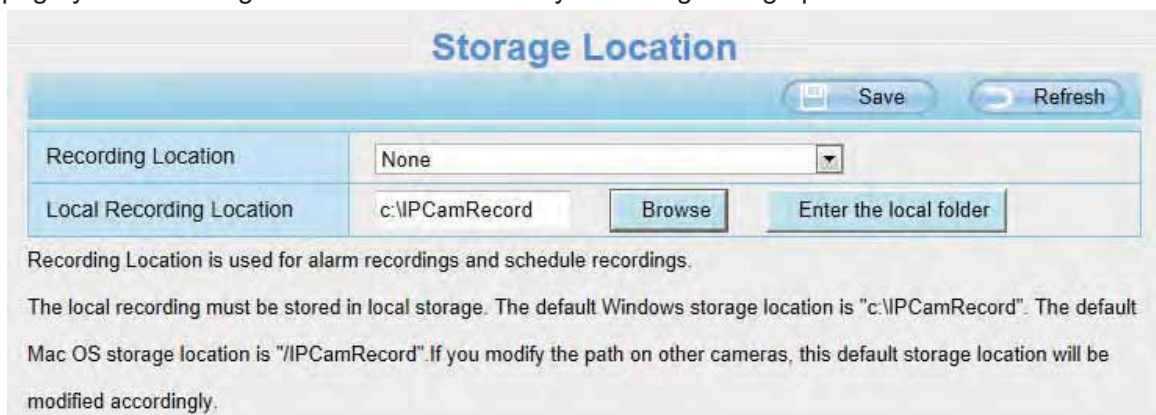 Storage Location
Save Refresh
Recording Location None
Local Recording Location c:\IPCamRecord Browse Enter the local folder
Recording Location is used for alarm recordings and schedule recordings.
The local recording must be stored in local storage. The default Windows storage location is "c:\IPCamRecord". The default
Mac OS storage location is "/IPCamRecord".If you modify the path on other cameras, this default storage location will be
modified accordingly.